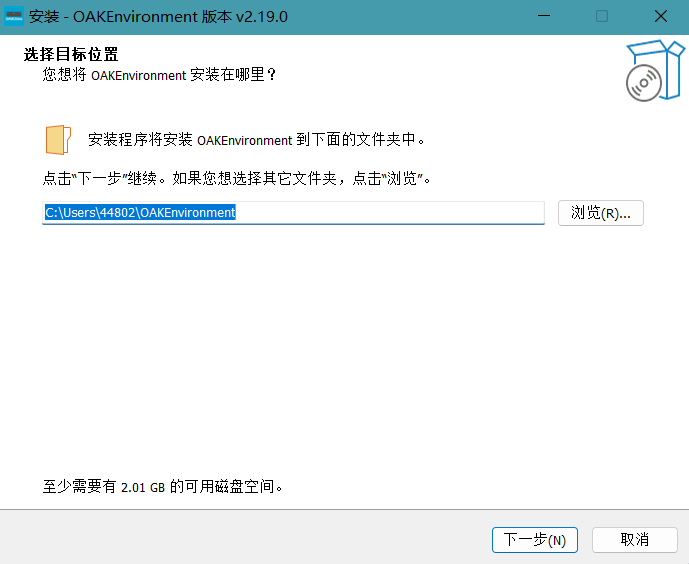 安装 - OAKEnvironment 版本 v2.19.0
选择目标位置
您想将 OAKEnvironment 安装在哪里？
安装程序将安装 OAKEnvironment 到下面的文件夹中。
点击“下一步”继续。如果您想选择其它文件夹，点击“浏览”。
C:\Users\44802\OAKEnvironment
浏览(R)...
至少需要有 2.01 GB 的可用磁盘空间。
下一步(N)
取消